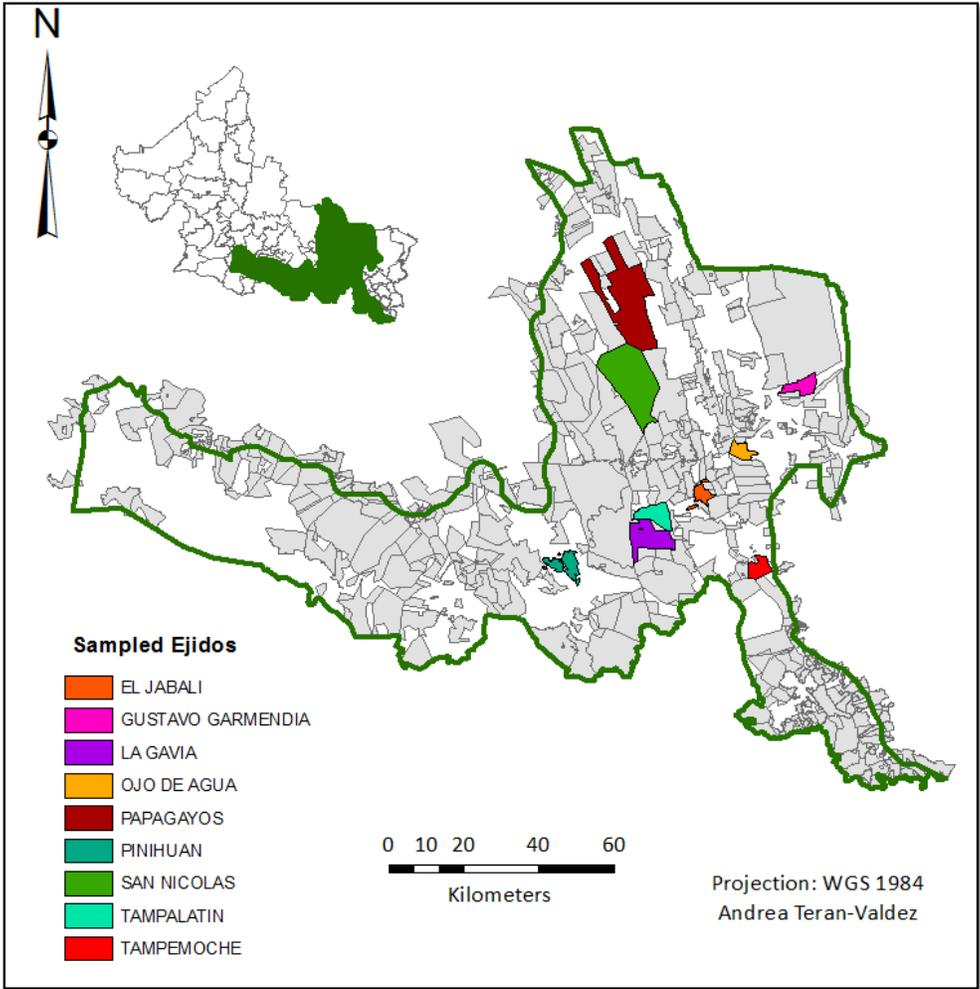 N
Sampled Ejidos
EL JABALI
GUSTAVO GARMENDIA
LA GAVIA
OJO DE AGUA
PAPAGAYOS
PINIHUAN
SAN NICOLAS
TAMPALATIN
TAMPEMOCHE
0 10 20 40 60
Kilometers
Projection: WGS 1984
Andrea Teran-Valdez